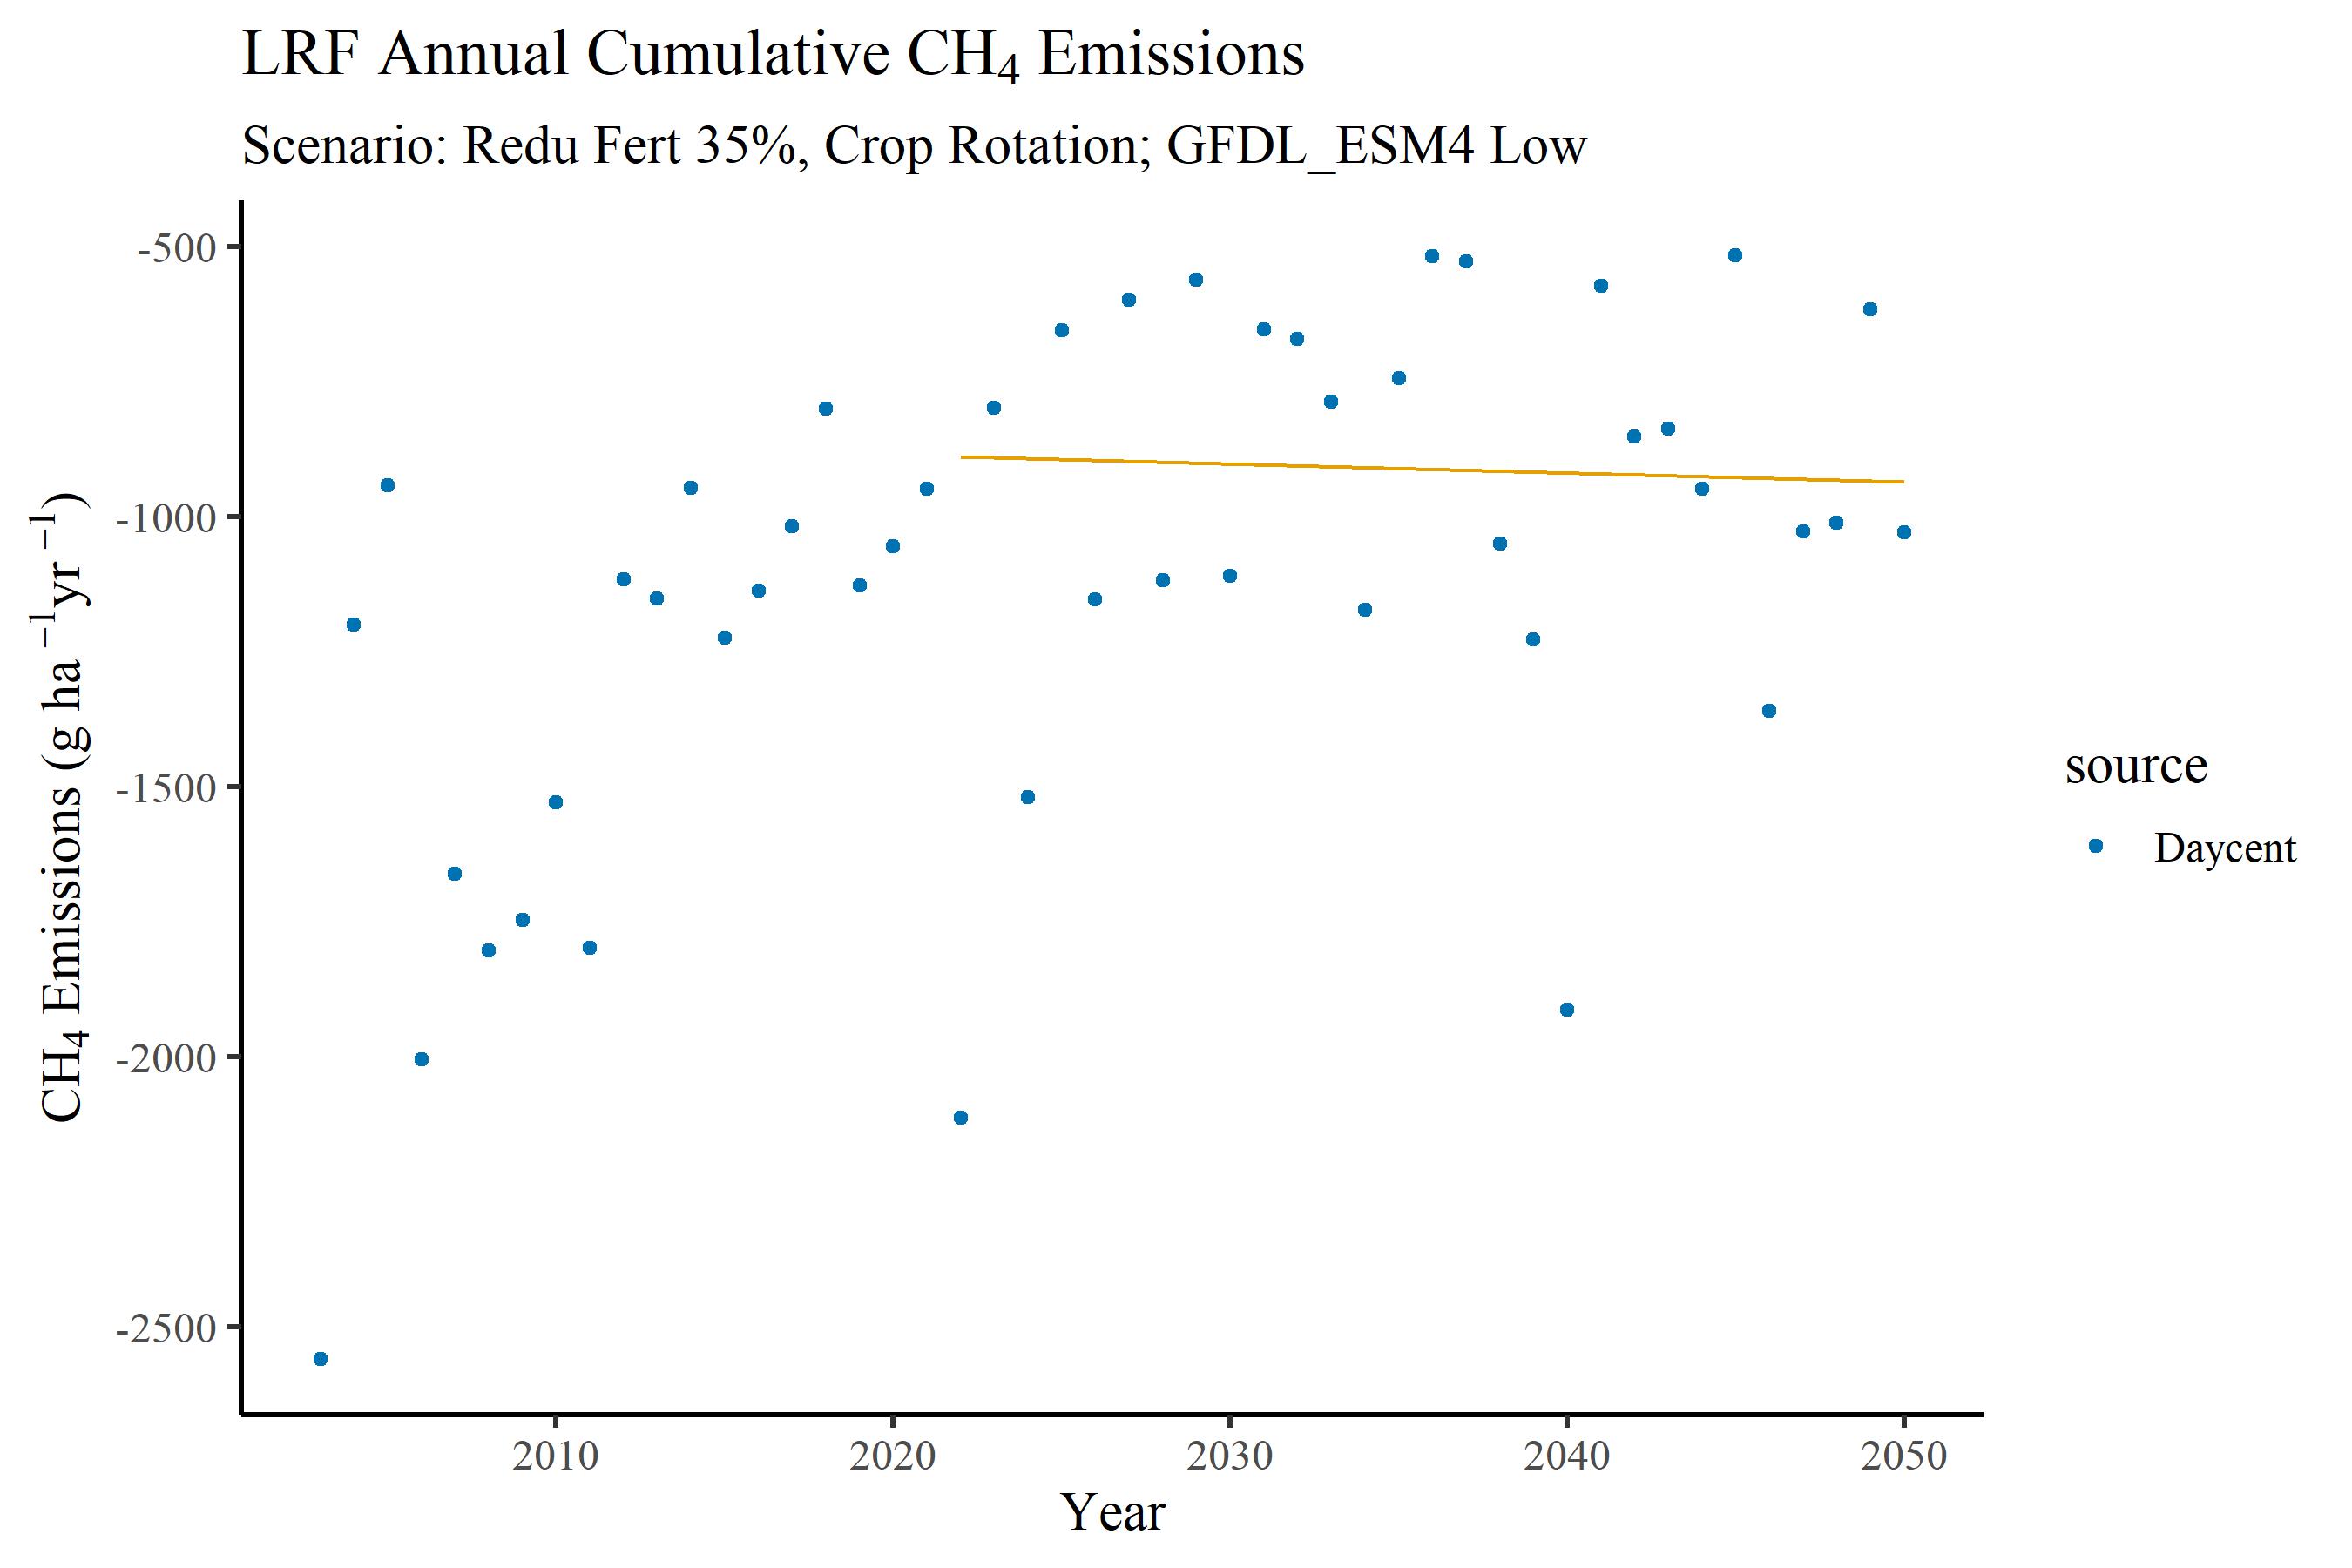 LRF Annual Cumulative CH₄ Emissions
Scenario: Redu Fert 35%, Crop Rotation; GFDL_ESM4 Low
CH₄ Emissions (g ha ⁻¹yr ⁻¹)
-500
-1000
-1500
-2000
-2500
2010 2020 2030 2040 2050
Year
source
Daycent